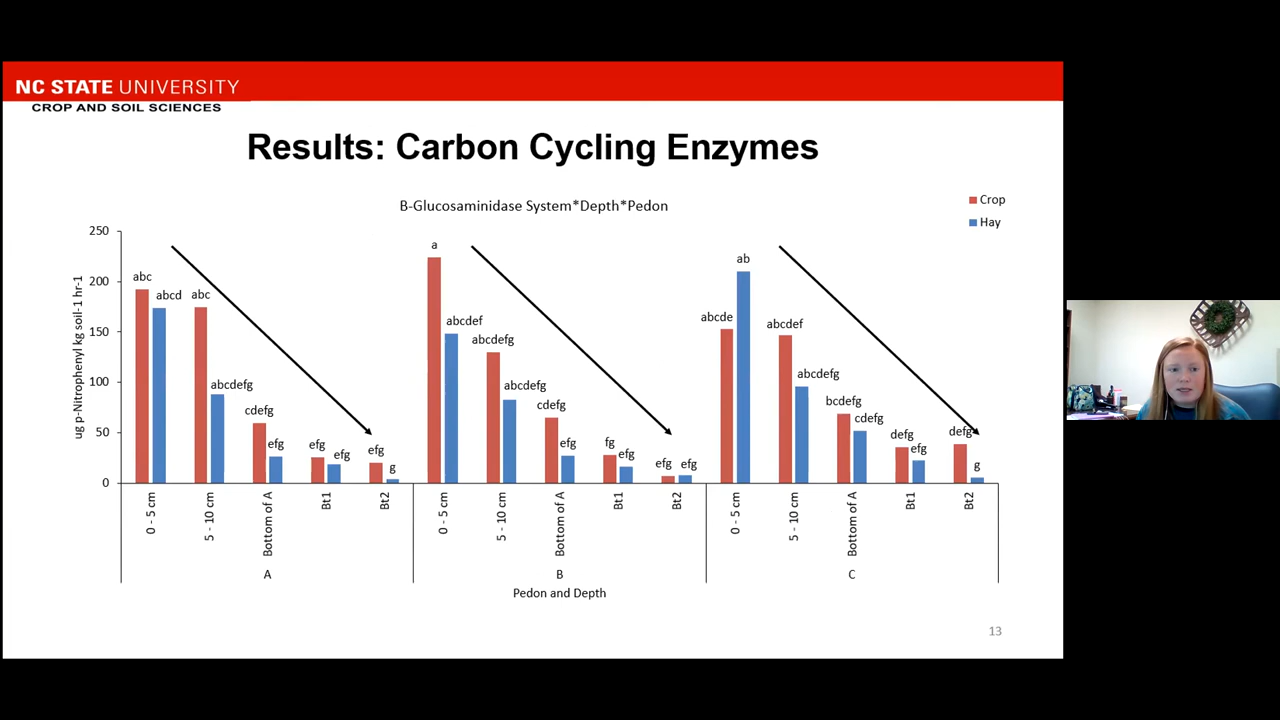 NC STATE UNIVERSITY
CROP AND SOIL SCIENCES
Results: Carbon Cycling Enzymes
B-Glucosaminidase System*Depth*Pedon
Crop
Hay
ug p-Nitrophenyl kg soil-1 hr-1
250
200
150
100
50
0
abc
abcd
abc
abcdefg
cdefg
efg
efg
efg
efg
g
a
abcdef
abcdefg
abcdefg
cdefg
efg
fg
efg
efg
efg
abcde
ab
abcdef
abcdefg
bcdefg
cdefg
defg
efg
defg
g
0 - 5 cm
5 - 10 cm
Bottom of A
Bt1
Bt2
0 - 5 cm
5 - 10 cm
Bottom of A
Bt1
Bt2
0 - 5 cm
5 - 10 cm
Bottom of A
Bt1
Bt2
A
B
C
Pedon and Depth
13